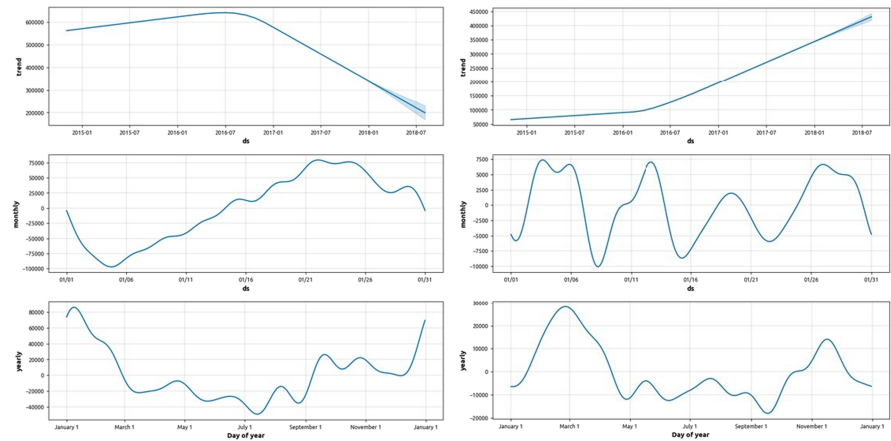 trend
600000
500000
400000
300000
200000
2015-01 2015-07 2016-01 2016-07 2017-01 2017-07 2018-01 2018-07
ds
trend
450000
400000
350000
300000
250000
200000
150000
100000
50000
2015-01 2015-07 2016-01 2016-07 2017-01 2017-07 2018-01 2018-07
ds
monthly
75000
50000
25000
0
−25000
−50000
−75000
−100000
01/01 01/06 01/11 01/16 01/21 01/26 01/31
ds
monthly
7500
5000
2500
0
−2500
−5000
−7500
−10000
01/01 01/06 01/11 01/16 01/21 01/26 01/31
ds
yearly
80000
60000
40000
20000
0
−20000
−40000
January 1 March 1 May 1 July 1 September 1 November 1 January 1
Day of year
yearly
30000
20000
10000
0
−10000
−20000
January 1 March 1 May 1 July 1 September 1 November 1 January 1
Day of year